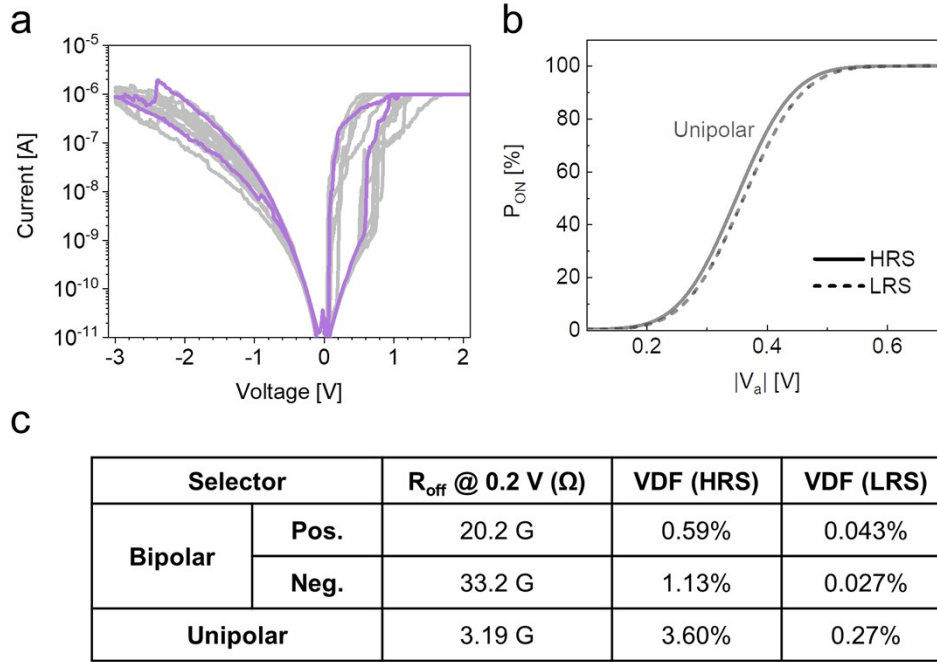 a
10⁻⁵
10⁻⁶
10⁻⁷
10⁻⁸
10⁻⁹
10⁻¹⁰
10⁻¹¹
Current [A]
-3 -2 -1 0 1 2
Voltage [V]
b
100
80
60
40
20
0
P_ON [%]
Unipolar
HRS
LRS
0.2 0.4 0.6
|V_a| [V]
c
Selector R_off @ 0.2 V (Ω) VDF (HRS) VDF (LRS)
Bipolar Pos. 20.2 G 0.59% 0.043%
Neg. 33.2 G 1.13% 0.027%
Unipolar 3.19 G 3.60% 0.27%